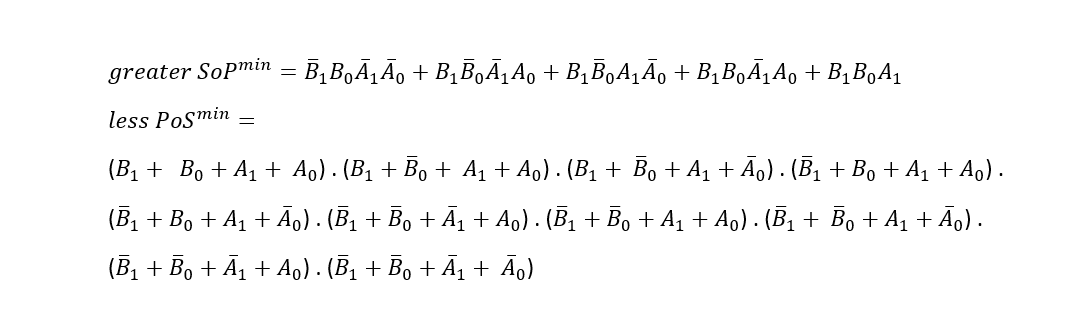 greater SoP^min = B̄₁B₀Ā₁Ā₀ + B₁B̄₀Ā₁A₀ + B₁B̄₀A₁Ā₀ + B₁B₀Ā₁A₀ + B₁B₀A₁
less PoS^min =
(B₁ + B₀ + A₁ + A₀) . (B₁ + B̄₀ + A₁ + A₀) . (B₁ + B̄₀ + A₁ + Ā₀) . (B̄₁ + B₀ + A₁ + A₀) .
(B̄₁ + B₀ + A₁ + Ā₀) . (B̄₁ + B̄₀ + Ā₁ + A₀) . (B̄₁ + B̄₀ + A₁ + A₀) . (B̄₁ + B̄₀ + A₁ + Ā₀) .
(B̄₁ + B̄₀ + Ā₁ + A₀) . (B̄₁ + B̄₀ + Ā₁ + Ā₀)